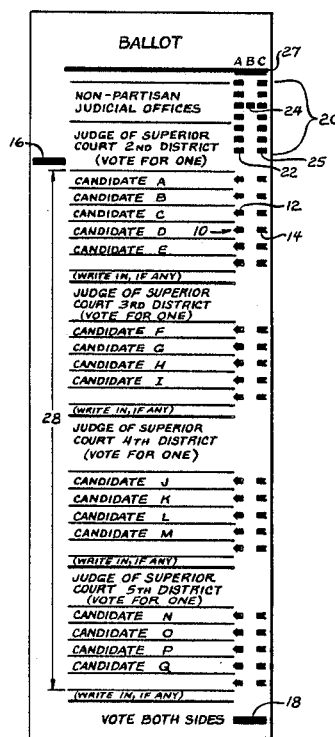 BALLOT
27
A B C
NON-PARTISAN
JUDICIAL OFFICES
24
20
JUDGE OF SUPERIOR
COURT 2ND DISTRICT
(VOTE FOR ONE)
16
22
25
CANDIDATE A
CANDIDATE B
12
CANDIDATE C
CANDIDATE D
10
14
CANDIDATE E
(WRITE IN, IF ANY)
JUDGE OF SUPERIOR
COURT 3RD DISTRICT
(VOTE FOR ONE)
CANDIDATE F
CANDIDATE G
CANDIDATE H
28
CANDIDATE I
(WRITE IN, IF ANY)
JUDGE OF SUPERIOR
COURT 4TH DISTRICT
(VOTE FOR ONE)
CANDIDATE J
CANDIDATE K
CANDIDATE L
CANDIDATE M
(WRITE IN, IF ANY)
JUDGE OF SUPERIOR
COURT 5TH DISTRICT
(VOTE FOR ONE)
CANDIDATE N
CANDIDATE O
CANDIDATE P
CANDIDATE Q
(WRITE IN, IF ANY)
18
VOTE BOTH SIDES